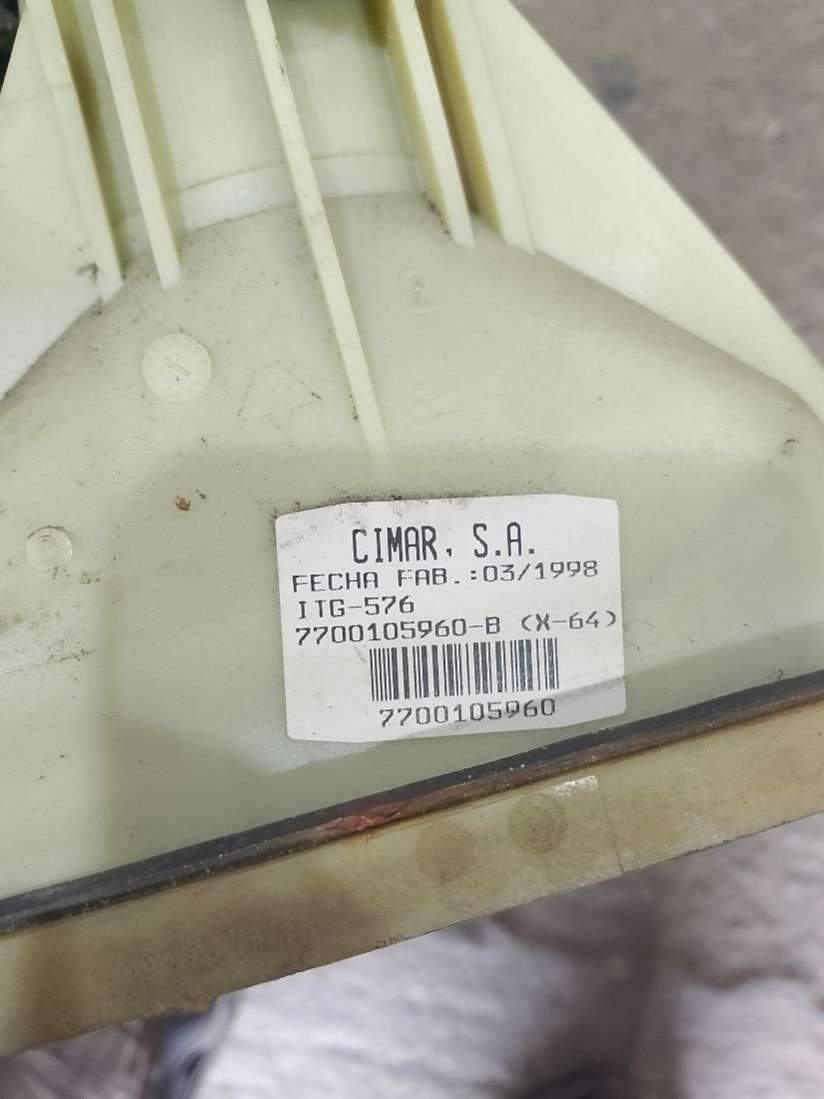 CIMAR, S.A.
FECHA FAB.:03/1998
ITG-576
7700105960-B (X-64)
7700105960